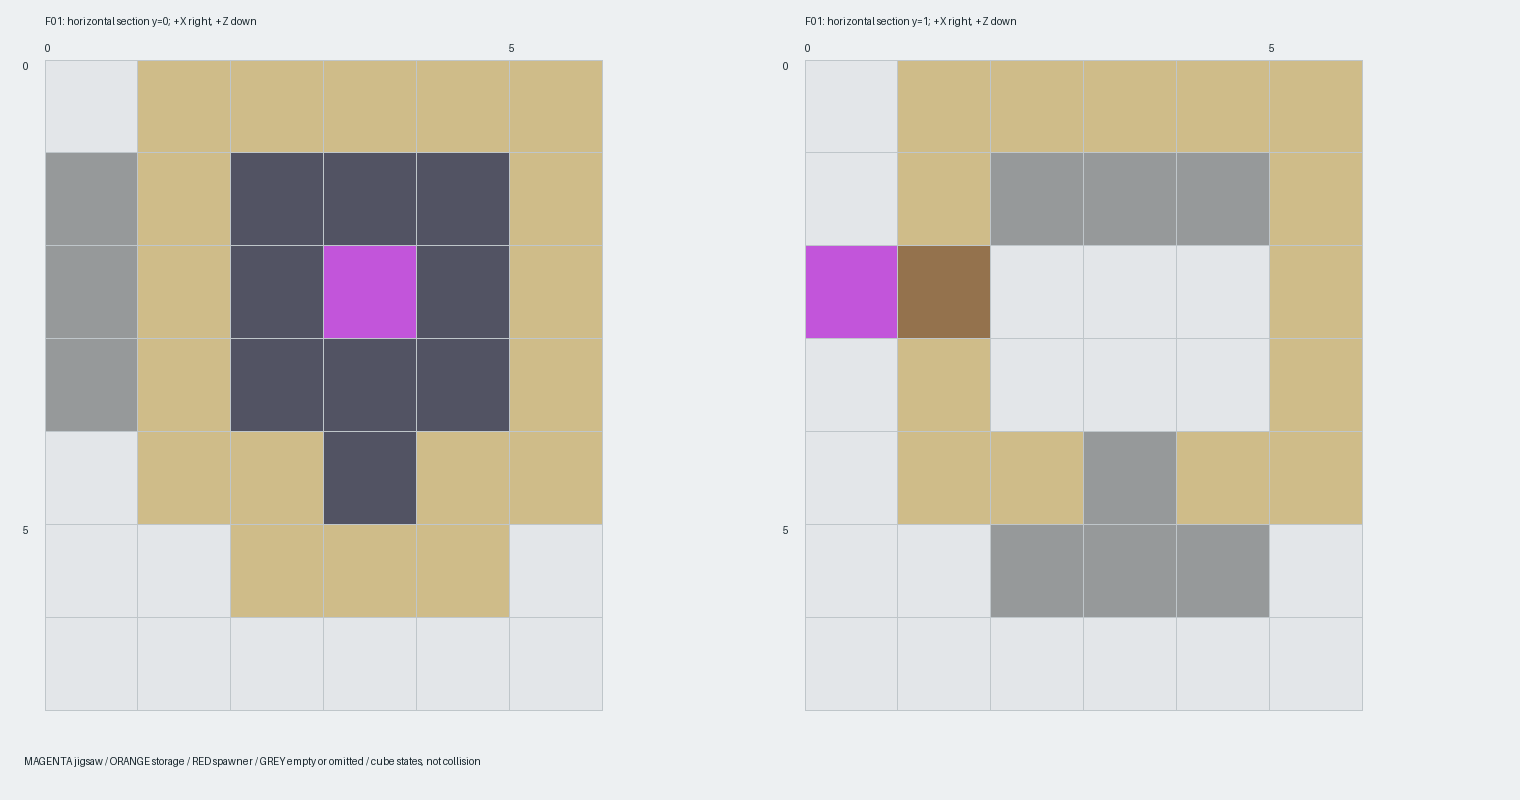 F01: horizontal section y=0; +X right, +Z down
F01: horizontal section y=1; +X right, +Z down
0 5
0 5
0
0
5
5
MAGENTA jigsaw / ORANGE storage / RED spawner / GREY empty or omitted / cube states, not collision